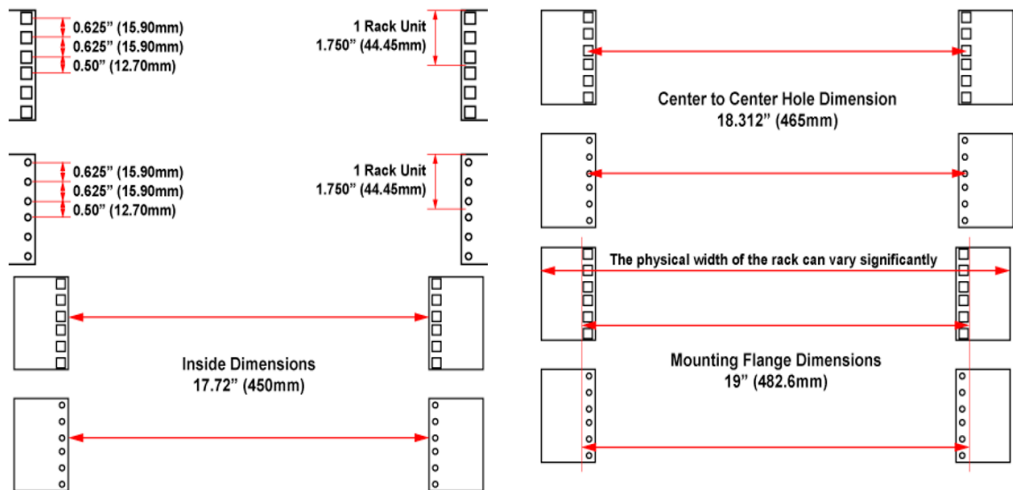 0.625” (15.90mm)
0.625” (15.90mm)
0.50” (12.70mm)
1 Rack Unit
1.750” (44.45mm)
0.625” (15.90mm)
0.625” (15.90mm)
0.50” (12.70mm)
1 Rack Unit
1.750” (44.45mm)
Inside Dimensions
17.72” (450mm)
Center to Center Hole Dimension
18.312” (465mm)
The physical width of the rack can vary significantly
Mounting Flange Dimensions
19” (482.6mm)